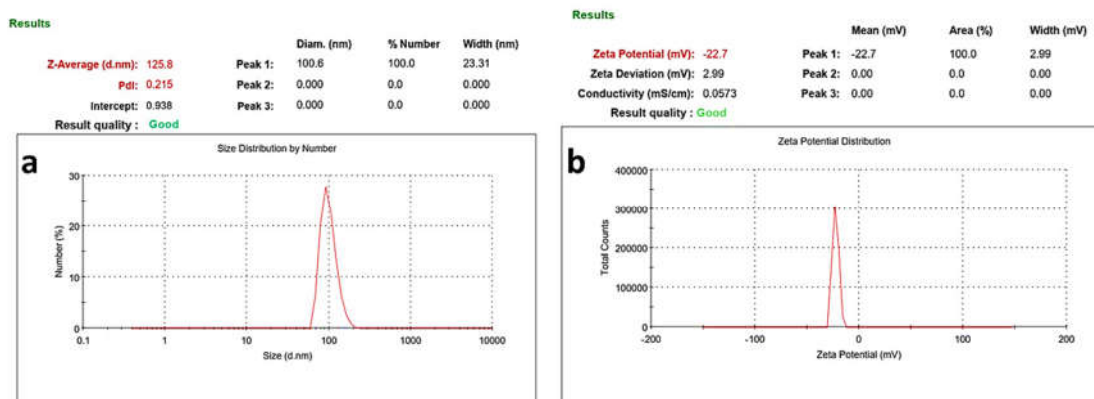 Results
Diam. (nm) % Number Width (nm)
Z-Average (d.nm): 125.8 Peak 1: 100.6 100.0 23.31
PdI: 0.215 Peak 2: 0.000 0.0 0.000
Intercept: 0.938 Peak 3: 0.000 0.0 0.000
Result quality : Good
a
Size Distribution by Number
30
20
10
0
Number (%)
0.1 1 10 100 1000 10000
Size (d.nm)
Results
Mean (mV) Area (%) Width (mV)
Zeta Potential (mV): -22.7 Peak 1: -22.7 100.0 2.99
Zeta Deviation (mV): 2.99 Peak 2: 0.00 0.0 0.00
Conductivity (mS/cm): 0.0573 Peak 3: 0.00 0.0 0.00
Result quality : Good
b
Zeta Potential Distribution
400000
300000
200000
100000
0
Total Counts
-200 -100 0 100 200
Zeta Potential (mV)